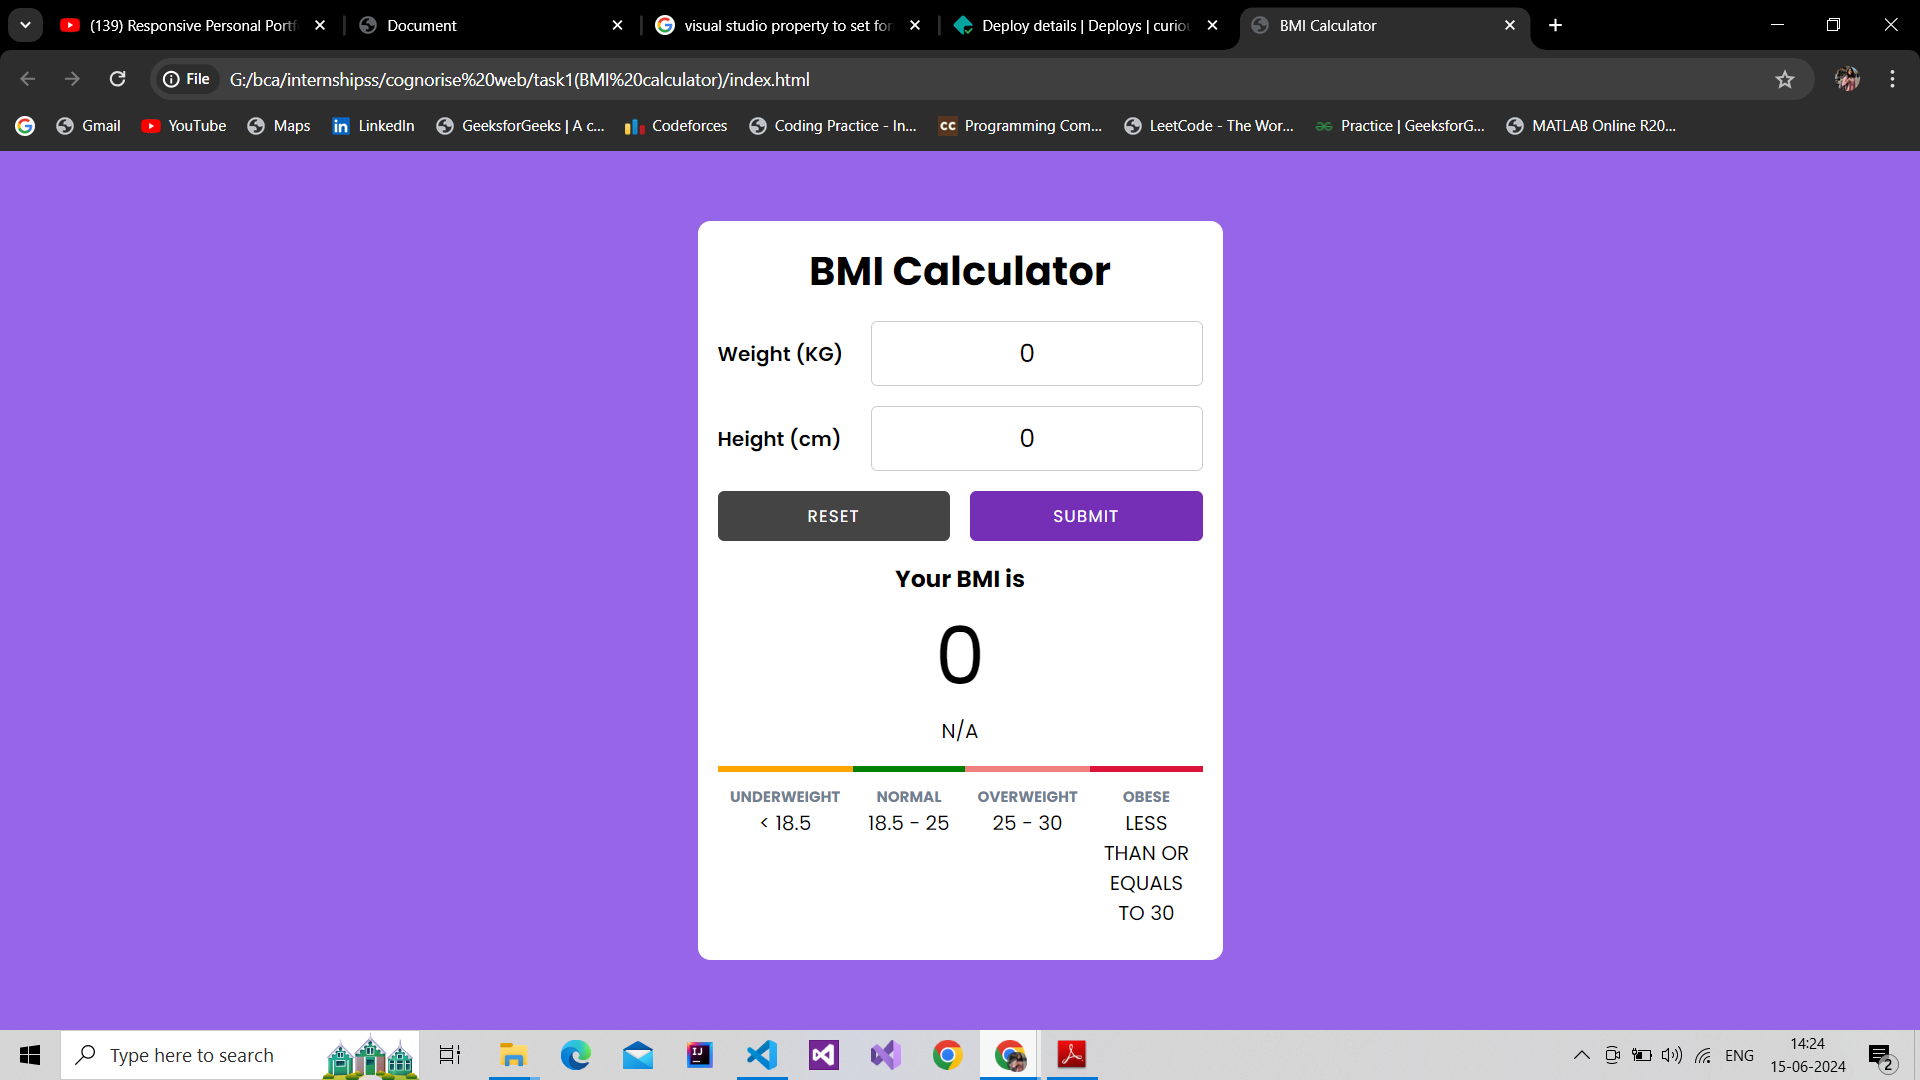 (139) Responsive Personal Portf
Document
visual studio property to set for
Deploy details | Deploys | curiou
BMI Calculator
File
G:/bca/internshipss/cognorise%20web/task1(BMI%20calculator)/index.html
Gmail
YouTube
Maps
LinkedIn
GeeksforGeeks | A c...
Codeforces
Coding Practice - In...
Programming Com...
LeetCode - The Wor...
Practice | GeeksforG...
MATLAB Online R20...
BMI Calculator
Weight (KG)
0
Height (cm)
0
RESET
SUBMIT
Your BMI is
0
N/A
UNDERWEIGHT
< 18.5
NORMAL
18.5 - 25
OVERWEIGHT
25 - 30
OBESE
LESS
THAN OR
EQUALS
TO 30
Type here to search
ENG
14:24
15-06-2024
2